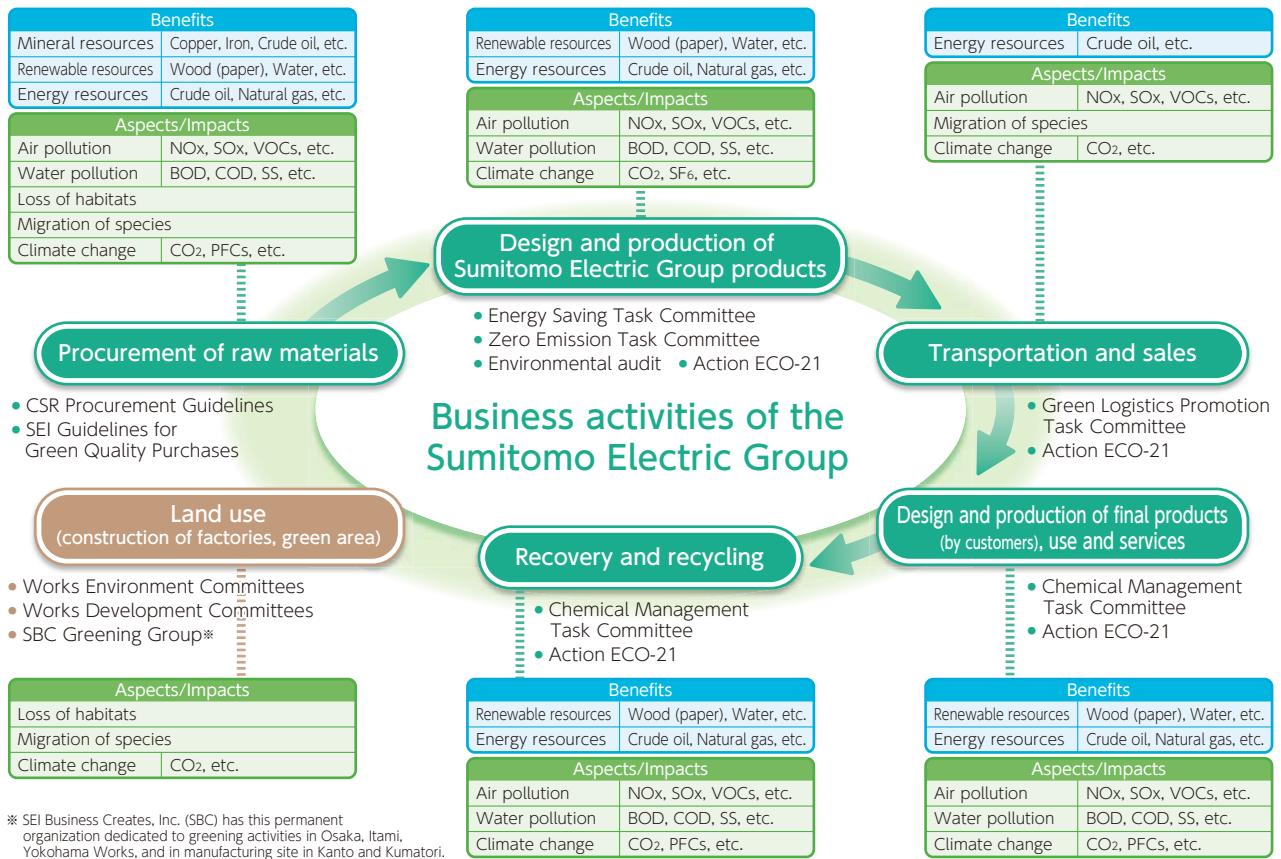 Benefits
Mineral resources Copper, Iron, Crude oil, etc.
Renewable resources Wood (paper), Water, etc.
Energy resources Crude oil, Natural gas, etc.
Aspects/Impacts
Air pollution NOx, SOx, VOCs, etc.
Water pollution BOD, COD, SS, etc.
Loss of habitats
Migration of species
Climate change CO2, PFCs, etc.
Benefits
Renewable resources Wood (paper), Water, etc.
Energy resources Crude oil, Natural gas, etc.
Aspects/Impacts
Air pollution NOx, SOx, VOCs, etc.
Water pollution BOD, COD, SS, etc.
Climate change CO2, SF6, etc.
Benefits
Energy resources Crude oil, etc.
Aspects/Impacts
Air pollution NOx, SOx, VOCs, etc.
Migration of species
Climate change CO2, etc.
Design and production of
Sumitomo Electric Group products
• Energy Saving Task Committee
• Zero Emission Task Committee
• Environmental audit • Action ECO-21
Procurement of raw materials
• CSR Procurement Guidelines
• SEI Guidelines for
Green Quality Purchases
Transportation and sales
• Green Logistics Promotion
Task Committee
• Action ECO-21
Business activities of the
Sumitomo Electric Group
Land use
(construction of factories, green area)
• Works Environment Committees
• Works Development Committees
• SBC Greening Group※
Recovery and recycling
• Chemical Management
Task Committee
• Action ECO-21
Design and production of final products
(by customers), use and services
• Chemical Management
Task Committee
• Action ECO-21
Aspects/Impacts
Loss of habitats
Migration of species
Climate change CO2, etc.
※ SEI Business Creates, Inc. (SBC) has this permanent
organization dedicated to greening activities in Osaka, Itami,
Yokohama Works, and in manufacturing site in Kanto and Kumatori.
Benefits
Renewable resources Wood (paper), Water, etc.
Energy resources Crude oil, Natural gas, etc.
Aspects/Impacts
Air pollution NOx, SOx, VOCs, etc.
Water pollution BOD, COD, SS, etc.
Climate change CO2, PFCs, etc.
Benefits
Renewable resources Wood (paper), Water, etc.
Energy resources Crude oil, Natural gas, etc.
Aspects/Impacts
Air pollution NOx, SOx, VOCs, etc.
Water pollution BOD, COD, SS, etc.
Climate change CO2, PFCs, etc.